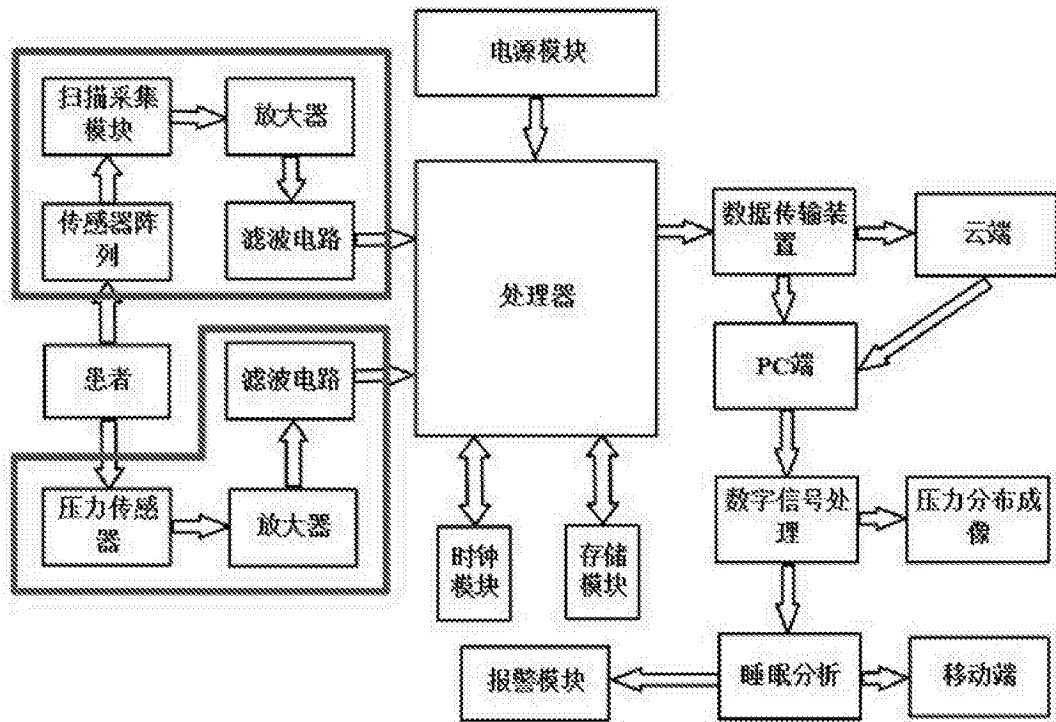 电源模块
扫描采集
模块
放大器
传感器阵
列
滤波电路
处理器
数据传输装
置
云端
患者
滤波电路
PC端
压力传感
器
放大器
时钟
模块
存储
模块
数字信号处
理
压力分布成
像
报警模块
睡眠分析
移动端